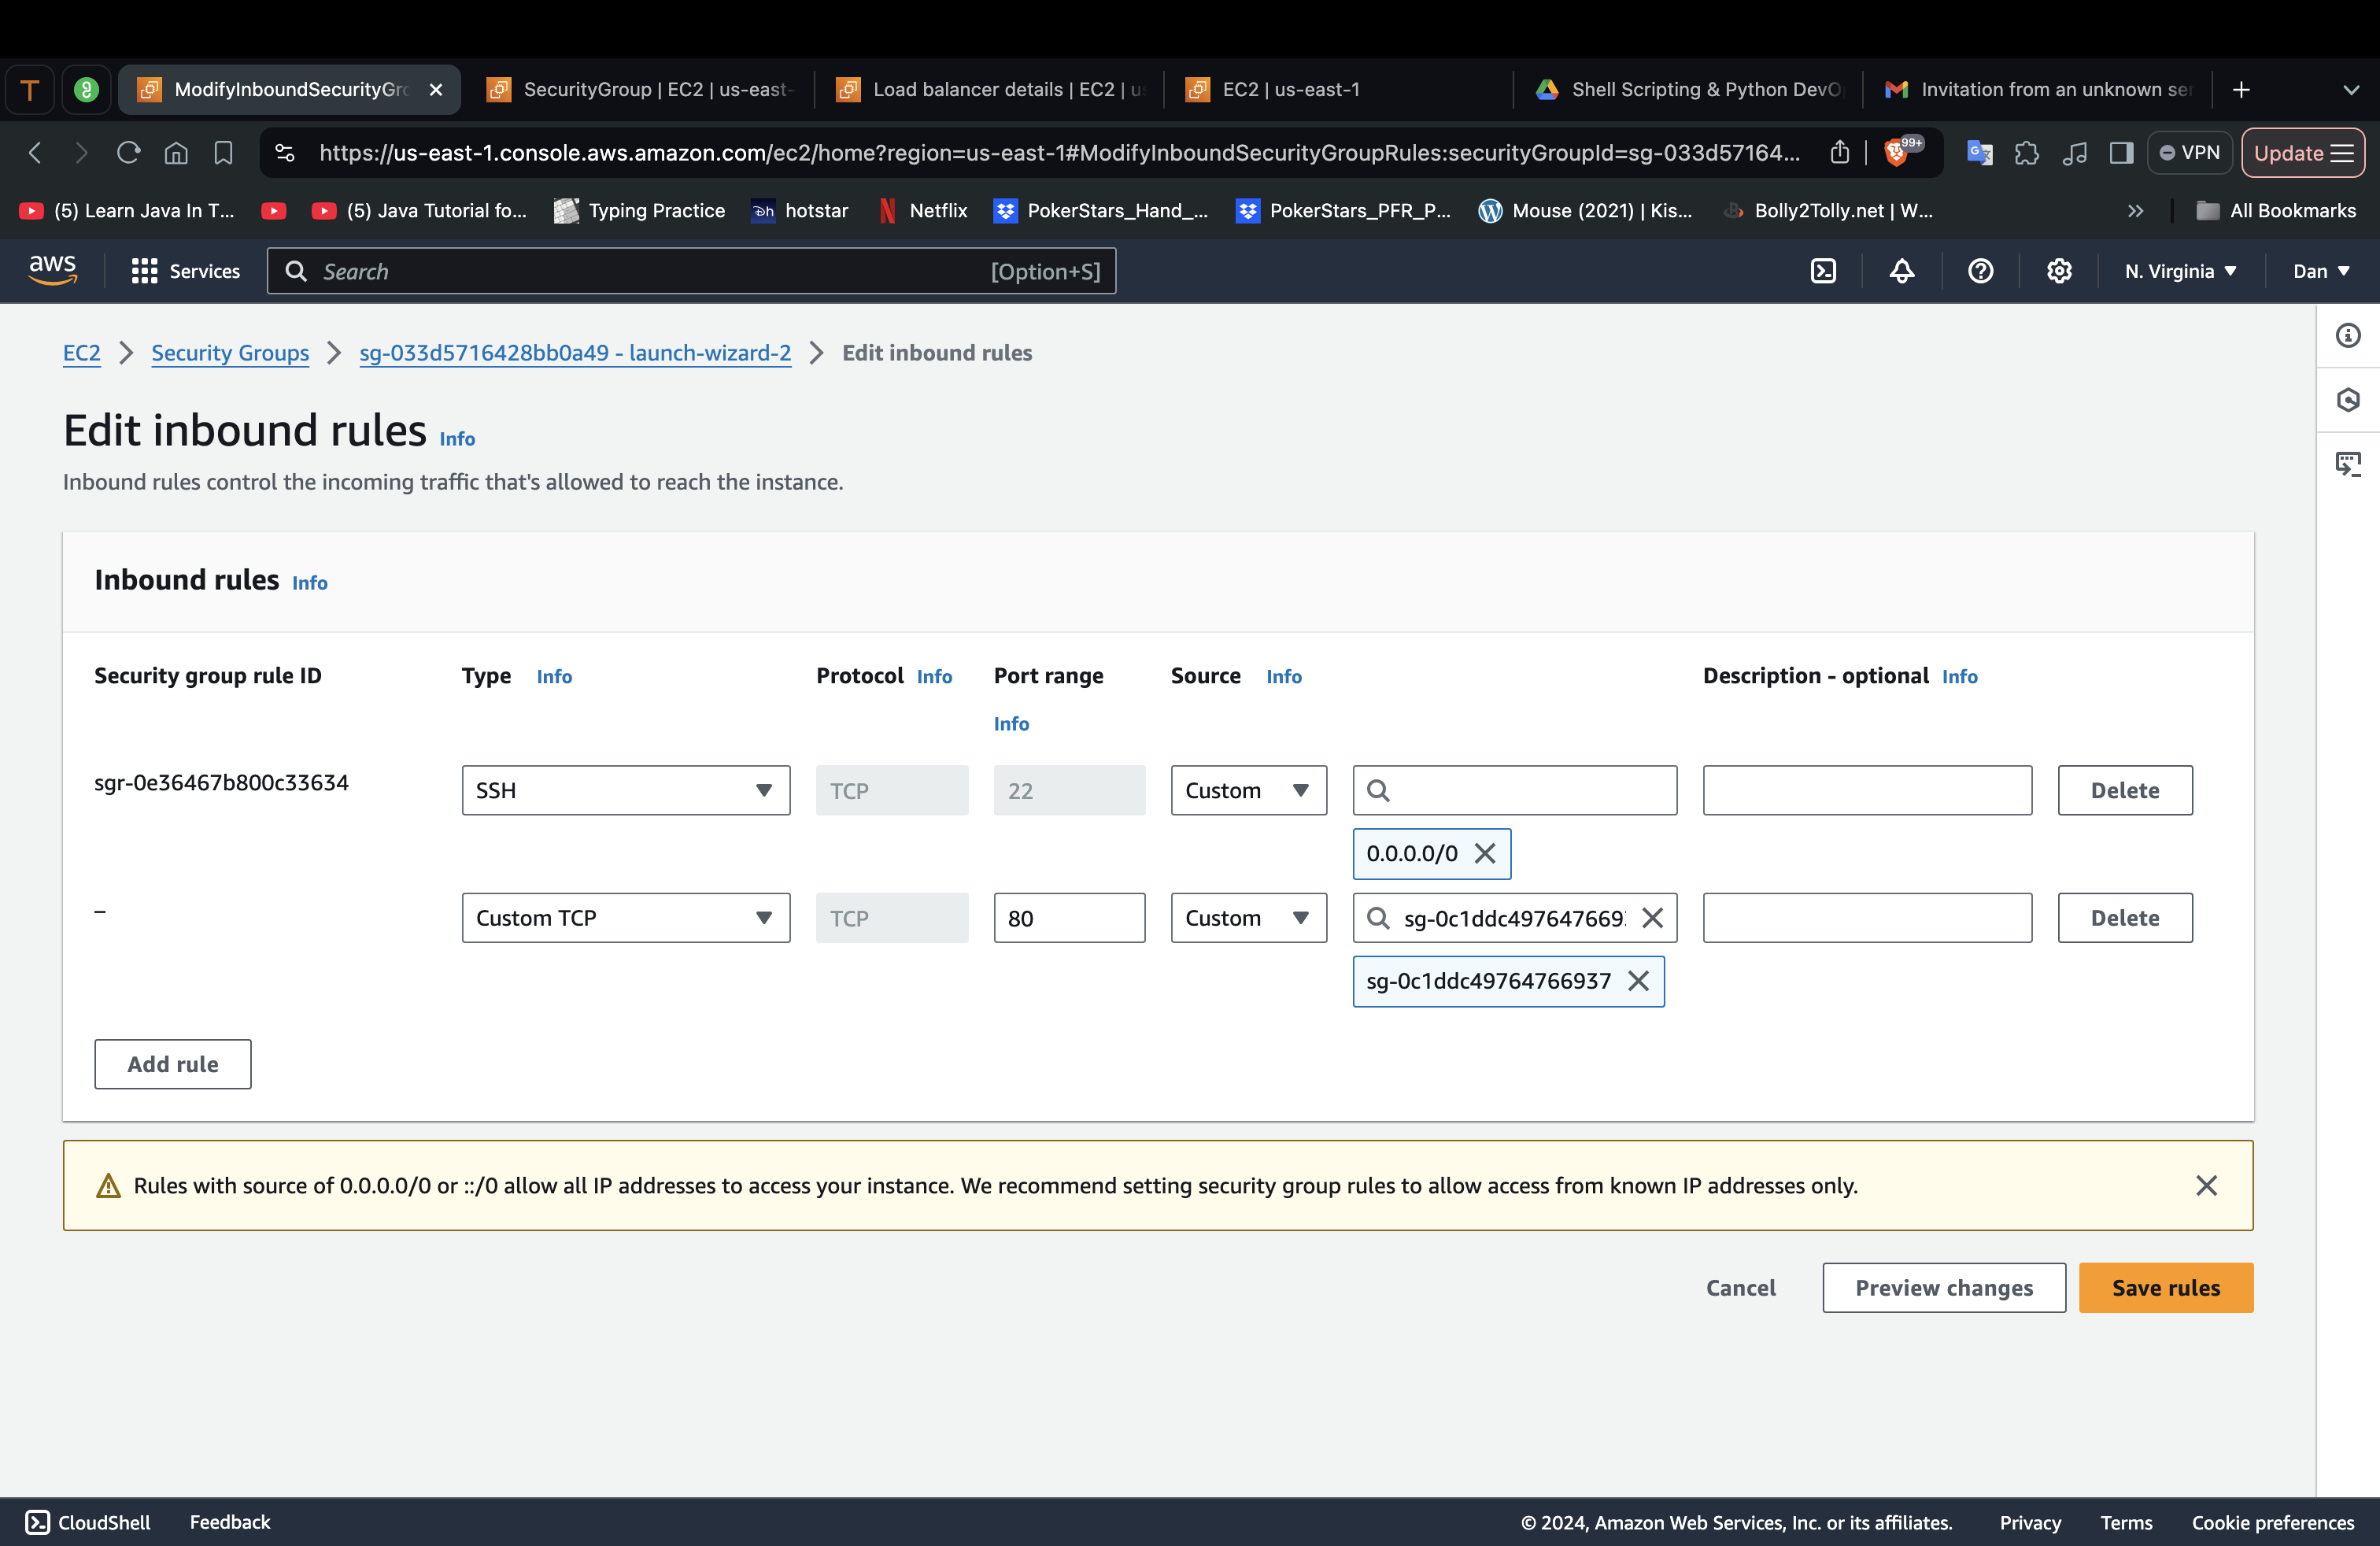 T
ModifyInboundSecurityGr
SecurityGroup | EC2 | us-east-
Load balancer details | EC2 | us
EC2 | us-east-1
Shell Scripting & Python DevO
Invitation from an unknown ser
https://us-east-1.console.aws.amazon.com/ec2/home?region=us-east-1#ModifyInboundSecurityGroupRules:securityGroupId=sg-033d57164...
99+
VPN
Update
(5) Learn Java In T...
(5) Java Tutorial fo...
Typing Practice
hotstar
Netflix
PokerStars_Hand_...
PokerStars_PFR_P...
Mouse (2021) | Kis...
Bolly2Tolly.net | W...
All Bookmarks
aws
Services
Search
[Option+S]
N. Virginia
Dan
EC2
Security Groups
sg-033d5716428bb0a49 - launch-wizard-2
Edit inbound rules
Edit inbound rules Info
Inbound rules control the incoming traffic that's allowed to reach the instance.
Inbound rules Info
Security group rule ID
Type Info
Protocol Info
Port range
Info
Source Info
Description - optional Info
sgr-0e36467b800c33634
SSH
TCP
22
Custom
Delete
0.0.0.0/0
–
Custom TCP
TCP
80
Custom
sg-0c1ddc497647669
Delete
sg-0c1ddc49764766937
Add rule
Rules with source of 0.0.0.0/0 or ::/0 allow all IP addresses to access your instance. We recommend setting security group rules to allow access from known IP addresses only.
Cancel
Preview changes
Save rules
CloudShell
Feedback
© 2024, Amazon Web Services, Inc. or its affiliates.
Privacy
Terms
Cookie preferences